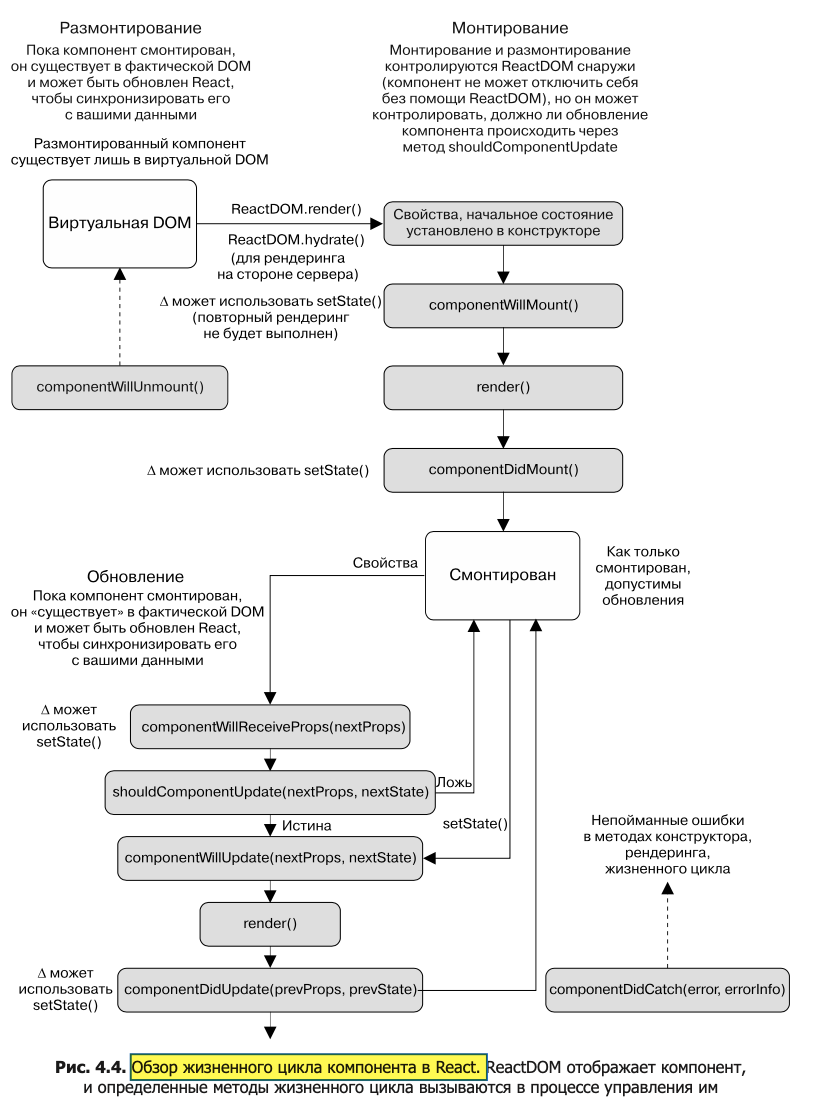 Размонтирование
Пока компонент смонтирован,
он существует в фактической DOM
и может быть обновлен React,
чтобы синхронизировать его
с вашими данными
Размонтированный компонент
существует лишь в виртуальной DOM
Монтирование
Монтирование и размонтирование
контролируются ReactDOM снаружи
(компонент не может отключить себя
без помощи ReactDOM), но он может
контролировать, должно ли обновление
компонента происходить через
метод shouldComponentUpdate
Виртуальная DOM
ReactDOM.render()
ReactDOM.hydrate()
(для рендеринга
на стороне сервера)
Свойства, начальное состояние
установлено в конструкторе
Δ может использовать setState()
(повторный рендеринг
не будет выполнен)
componentWillMount()
componentWillUnmount()
render()
Δ может использовать setState()
componentDidMount()
Смонтирован
Как только
смонтирован,
допустимы
обновления
Свойства
Обновление
Пока компонент смонтирован,
он «существует» в фактической DOM
и может быть обновлен React,
чтобы синхронизировать его
с вашими данными
Δ может
использовать
setState()
componentWillReceiveProps(nextProps)
shouldComponentUpdate(nextProps, nextState)
Ложь
Истина
setState()
componentWillUpdate(nextProps, nextState)
render()
Δ может
использовать
setState()
componentDidUpdate(prevProps, prevState)
Непойманные ошибки
в методах конструктора,
рендеринга,
жизненного цикла
componentDidCatch(error, errorInfo)
Рис. 4.4. Обзор жизненного цикла компонента в React. ReactDOM отображает компонент,
и определенные методы жизненного цикла вызываются в процессе управления им